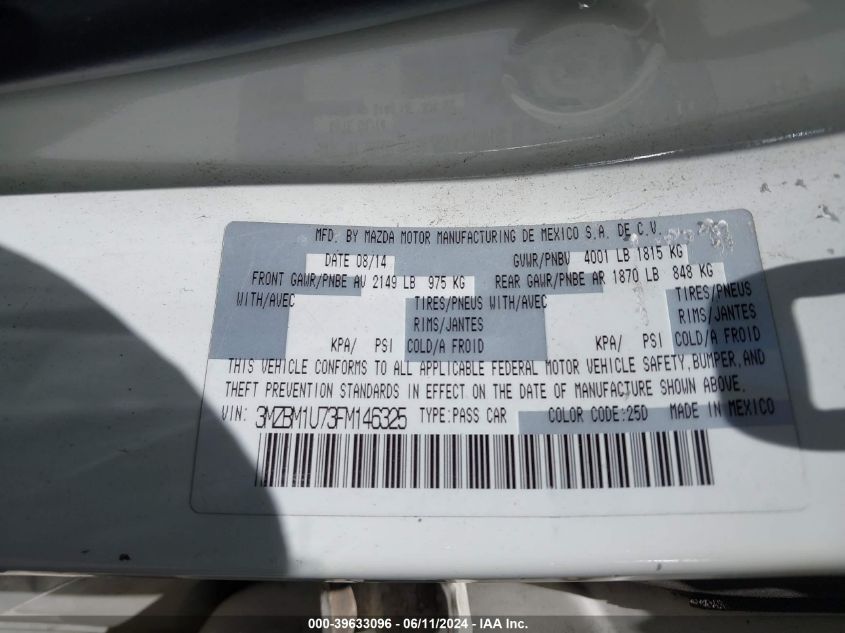 MFD. BY MAZDA MOTOR MANUFACTURING DE MEXICO S.A. DE C.V.
DATE 08/14 GVWR/PNBV 4001 LB 1815 KG
FRONT GAWR/PNBE AV 2149 LB 975 KG REAR GAWR/PNBE AR 1870 LB 848 KG
WITH/AVEC TIRES/PNEUS WITH/AVEC TIRES/PNEUS
RIMS/JANTES RIMS/JANTES
KPA/ PSI COLD/A FROID KPA/ PSI COLD/A FROID
THIS VEHICLE CONFORMS TO ALL APPLICABLE FEDERAL MOTOR VEHICLE SAFETY,BUMPER,AND
THEFT PREVENTION STANDARDS IN EFFECT ON THE DATE OF MANUFACTURE SHOWN ABOVE.
VIN: 3MZBM1U73FM146325 TYPE:PASS CAR COLOR CODE:25D MADE IN MEXICO
000-39633096 - 06/11/2024 - IAA Inc.